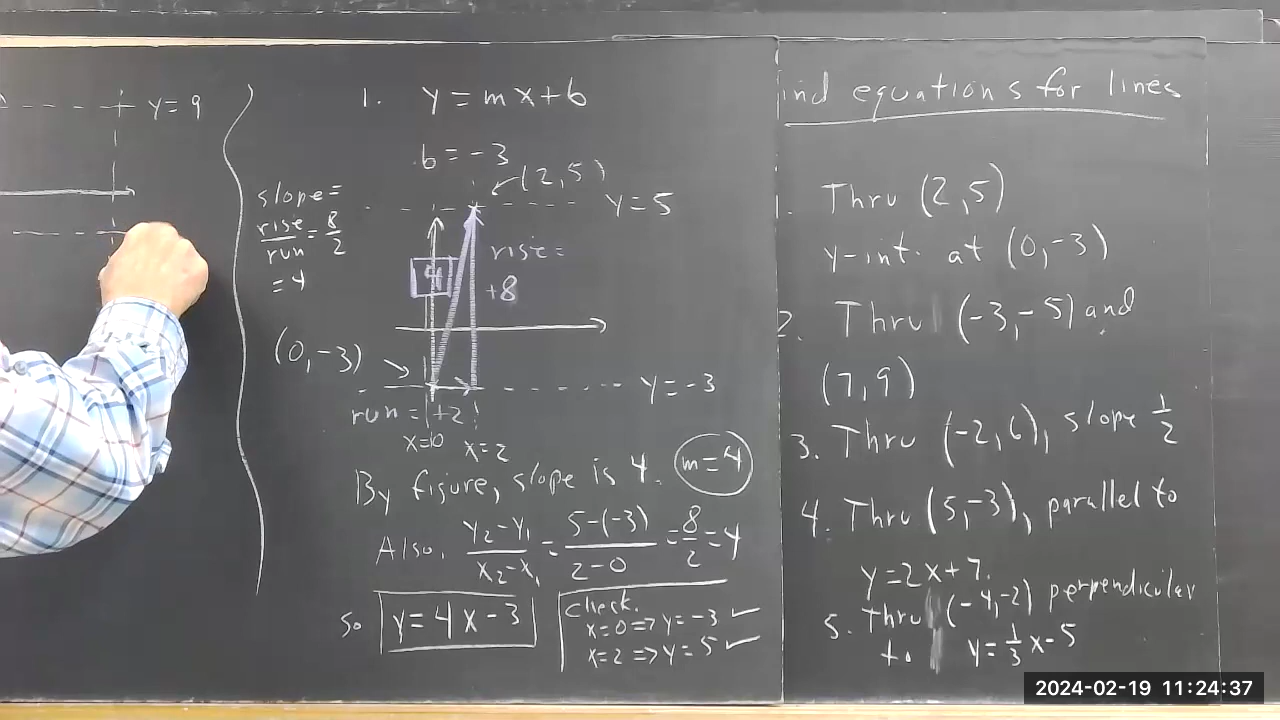 y = 9
1. y = mx + b
b = -3
(2,5)
y = 5
slope =
rise/run = 8/2
= 4
rise =
+8
4
(0,-3)
y = -3
run = +2
x=0 x=2
By figure, slope is 4. m=4
Also, (y₂-y₁)/(x₂-x₁) = (5-(-3))/(2-0) = 8/2 = 4
so y = 4x - 3
Check.
x=0 => y=-3 ✓
x=2 => y=5 ✓
ind equations for lines
1. Thru (2,5)
y-int. at (0,-3)
2. Thru (-3,-5) and
(7,9)
3. Thru (-2,6), slope 1/2
4. Thru (5,-3), parallel to
y=2x+7.
5. Thru (-4,-2) perpendicular
to y=1/3 x-5
2024-02-19 11:24:37